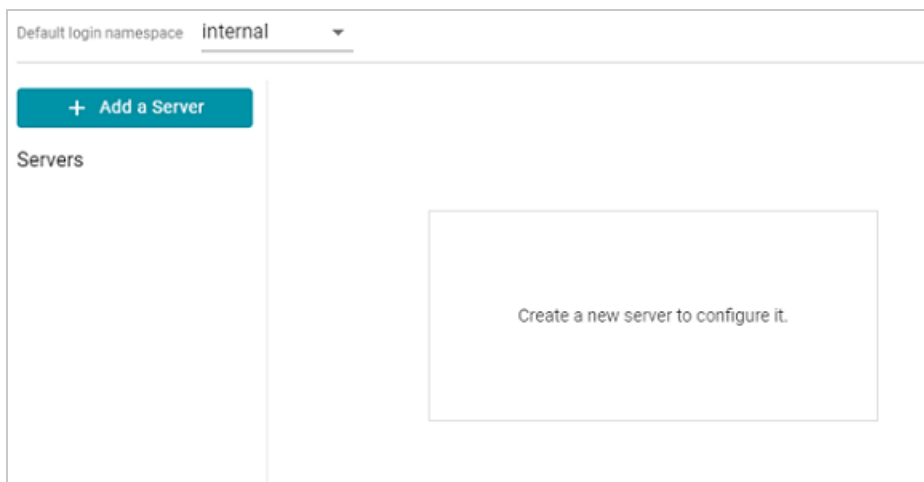 Default login namespace internal
+ Add a Server
Servers
Create a new server to configure it.